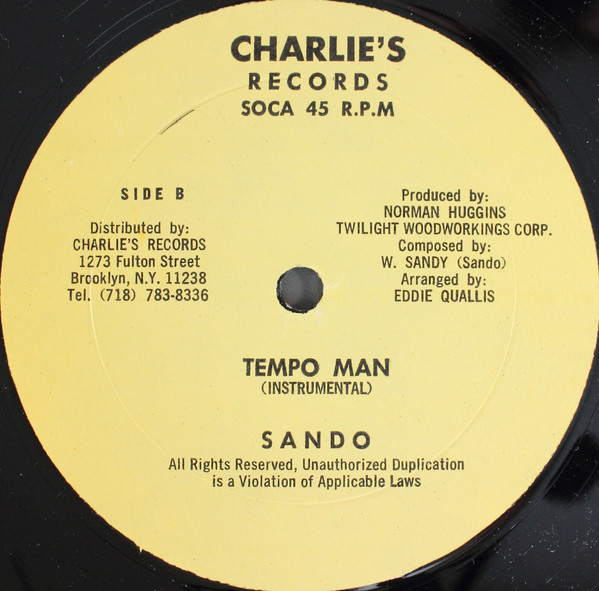 CHARLIE'S
RECORDS
SOCA 45 R.P.M
SIDE B
Distributed by:
CHARLIE'S RECORDS
1273 Fulton Street
Brooklyn, N.Y. 11238
Tel. (718) 783-8336
Produced by:
NORMAN HUGGINS
TWILIGHT WOODWORKINGS CORP.
Composed by:
W. SANDY (Sando)
Arranged by:
EDDIE QUALLIS
TEMPO MAN
(INSTRUMENTAL)
SANDO
All Rights Reserved, Unauthorized Duplication
is a Violation of Applicable Laws